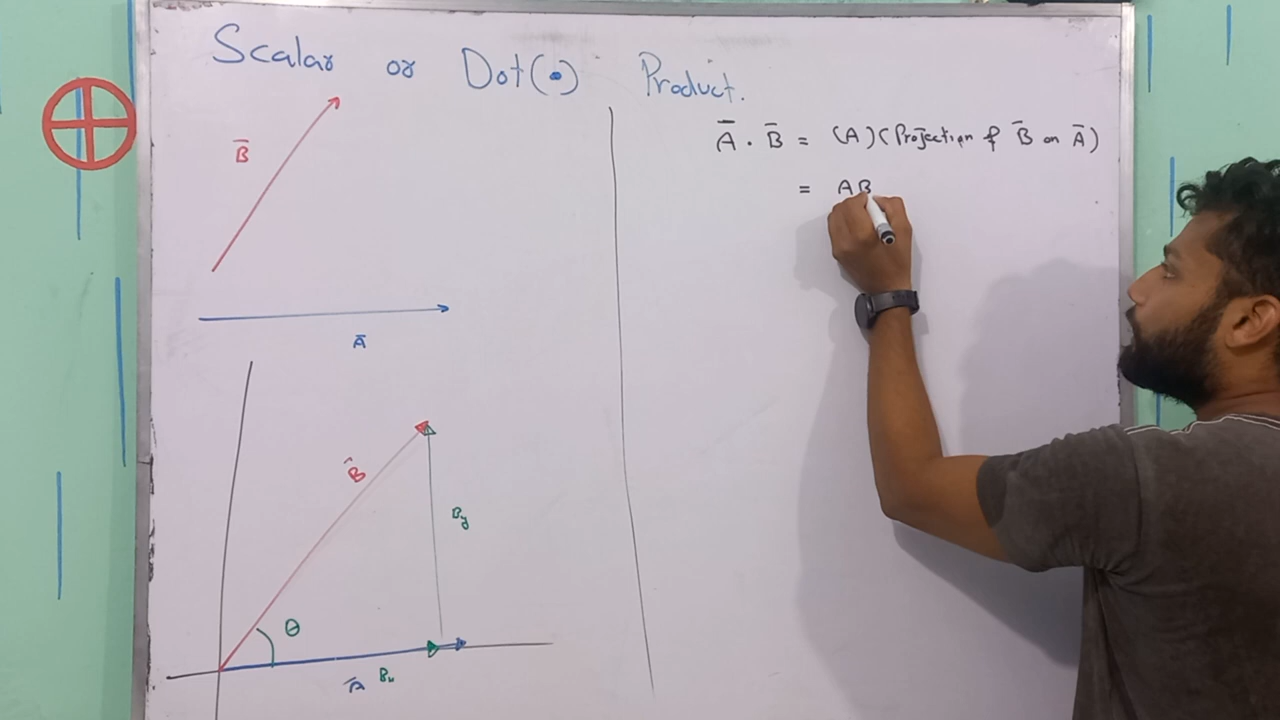 Scalar or Dot(•) Product.
B̅
A̅
B̂
By
θ
A̅ Bx
A̅ . B̅ = (A)(Projection of B̅ on A̅)
= AB